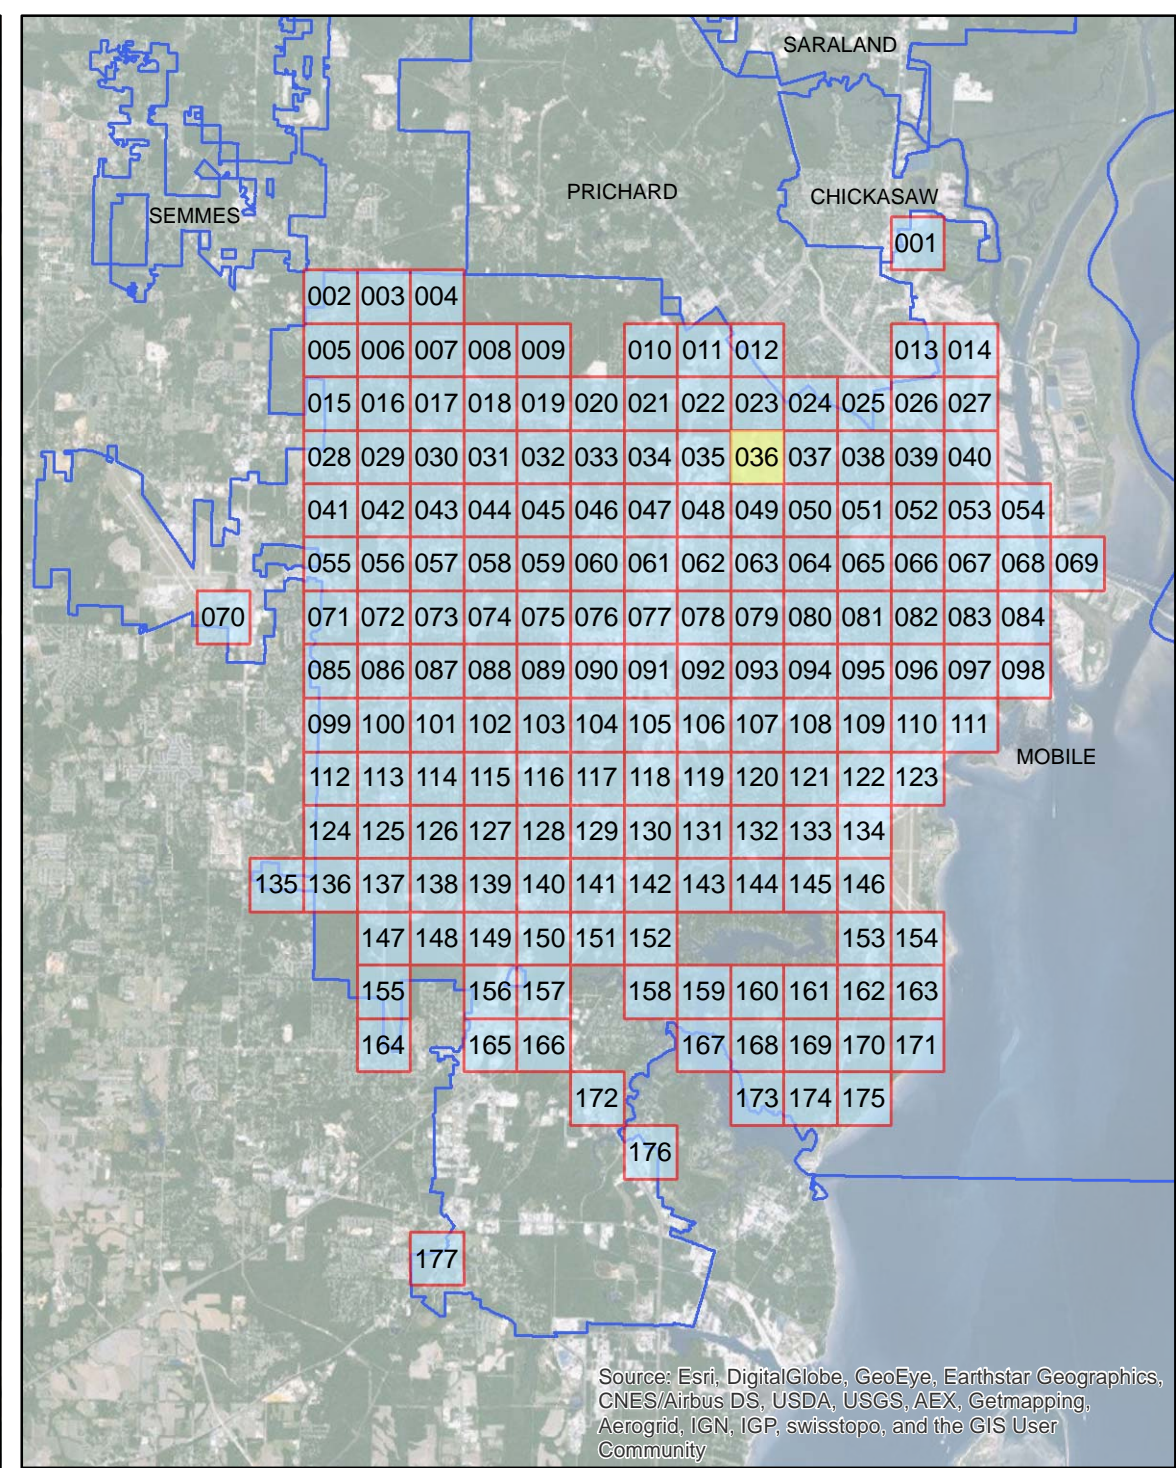 SARALAND
PRICHARD
CHICKASAW
SEMMES
001
002 003 004
005 006 007 008 009 010 011 012 013 014
015 016 017 018 019 020 021 022 023 024 025 026 027
028 029 030 031 032 033 034 035 036 037 038 039 040
041 042 043 044 045 046 047 048 049 050 051 052 053 054
055 056 057 058 059 060 061 062 063 064 065 066 067 068 069
070 071 072 073 074 075 076 077 078 079 080 081 082 083 084
085 086 087 088 089 090 091 092 093 094 095 096 097 098
099 100 101 102 103 104 105 106 107 108 109 110 111
MOBILE
112 113 114 115 116 117 118 119 120 121 122 123
124 125 126 127 128 129 130 131 132 133 134
135 136 137 138 139 140 141 142 143 144 145 146
147 148 149 150 151 152 153 154
155 156 157 158 159 160 161 162 163
164 165 166 167 168 169 170 171
172 173 174 175
176
177
Source: Esri, DigitalGlobe, GeoEye, Earthstar Geographics,
CNES/Airbus DS, USDA, USGS, AEX, Getmapping,
Aerogrid, IGN, IGP, swisstopo, and the GIS User
Community